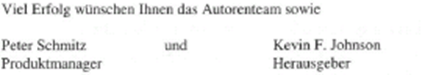 Viel Erfolg wünschen Ihnen das Autorenteam sowie
Peter Schmitz und Kevin F. Johnson
Produktmanager Herausgeber